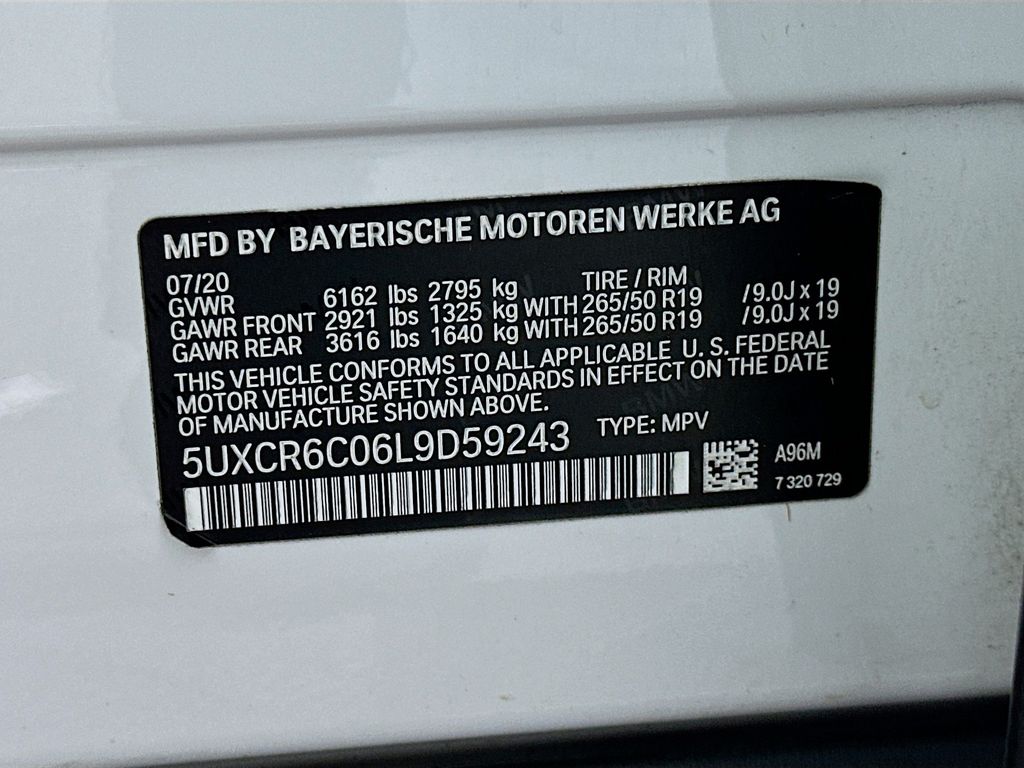 MFD BY BAYERISCHE MOTOREN WERKE AG
07/20 TIRE / RIM
GVWR 6162 lbs 2795 kg
GAWR FRONT 2921 lbs 1325 kg WITH 265/50 R19 /9.0J x 19
GAWR REAR 3616 lbs 1640 kg WITH 265/50 R19 /9.0J x 19
THIS VEHICLE CONFORMS TO ALL APPLICABLE U. S. FEDERAL
MOTOR VEHICLE SAFETY STANDARDS IN EFFECT ON THE DATE
OF MANUFACTURE SHOWN ABOVE.
5UXCR6C06L9D59243 TYPE: MPV
A96M
7 320 729